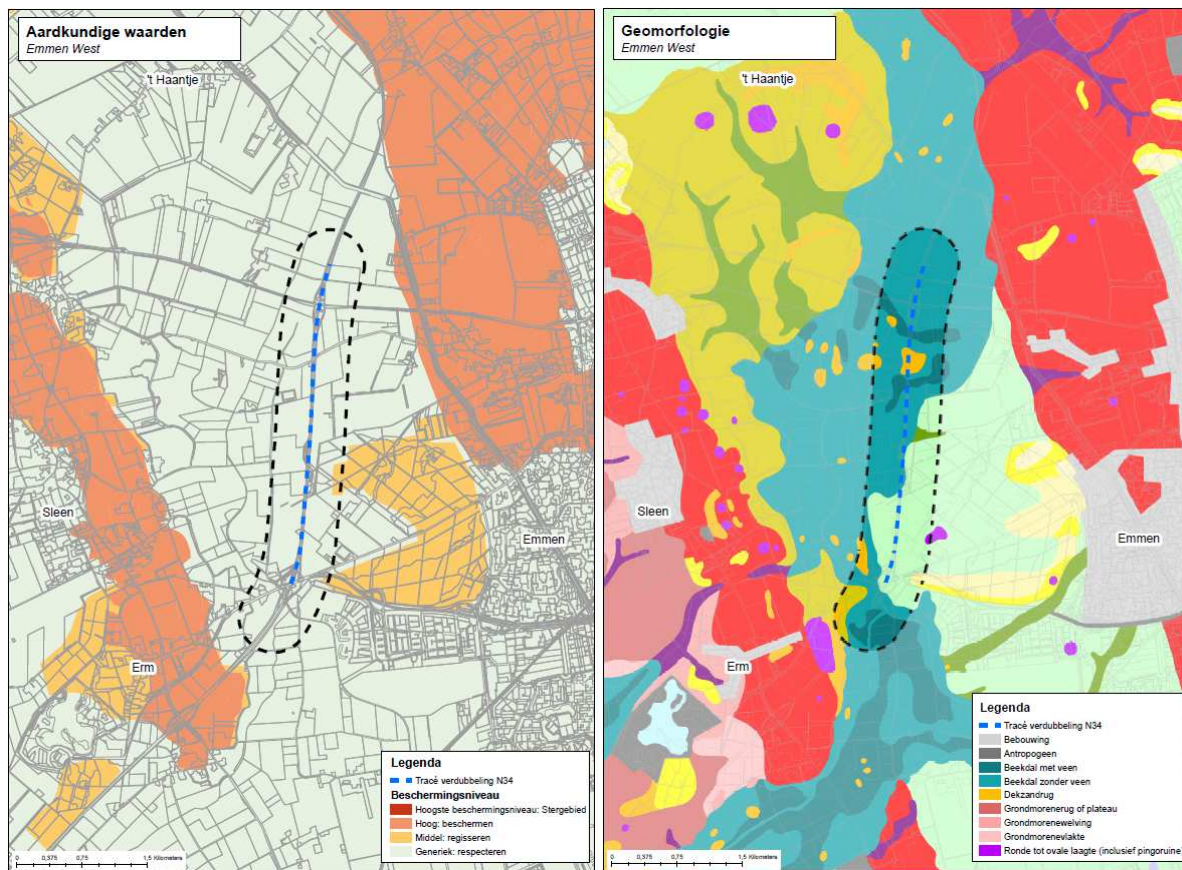 Aardkundige waarden
Emmen West
't Haantje
Sleen
Emmen
Erm
Legenda
Tracé verdubbeling N34
Beschermingsniveau
Hoogste beschermingsniveau: Stergebied
Hoog: beschermen
Middel: regisseren
Generiek: respecteren
0 0,375 0,75 1,5 Kilometers
Geomorfologie
Emmen West
't Haantje
Sleen
Emmen
Erm
Legenda
Tracé verdubbeling N34
Bebouwing
Antropogeen
Beekdal met veen
Beekdal zonder veen
Dekzandrug
Grondmorenerug of plateau
Grondmorenewelving
Grondmorenevlakte
Ronde tot ovale laagte (inclusief pingoruine)
0 0,375 0,75 1,5 Kilometers